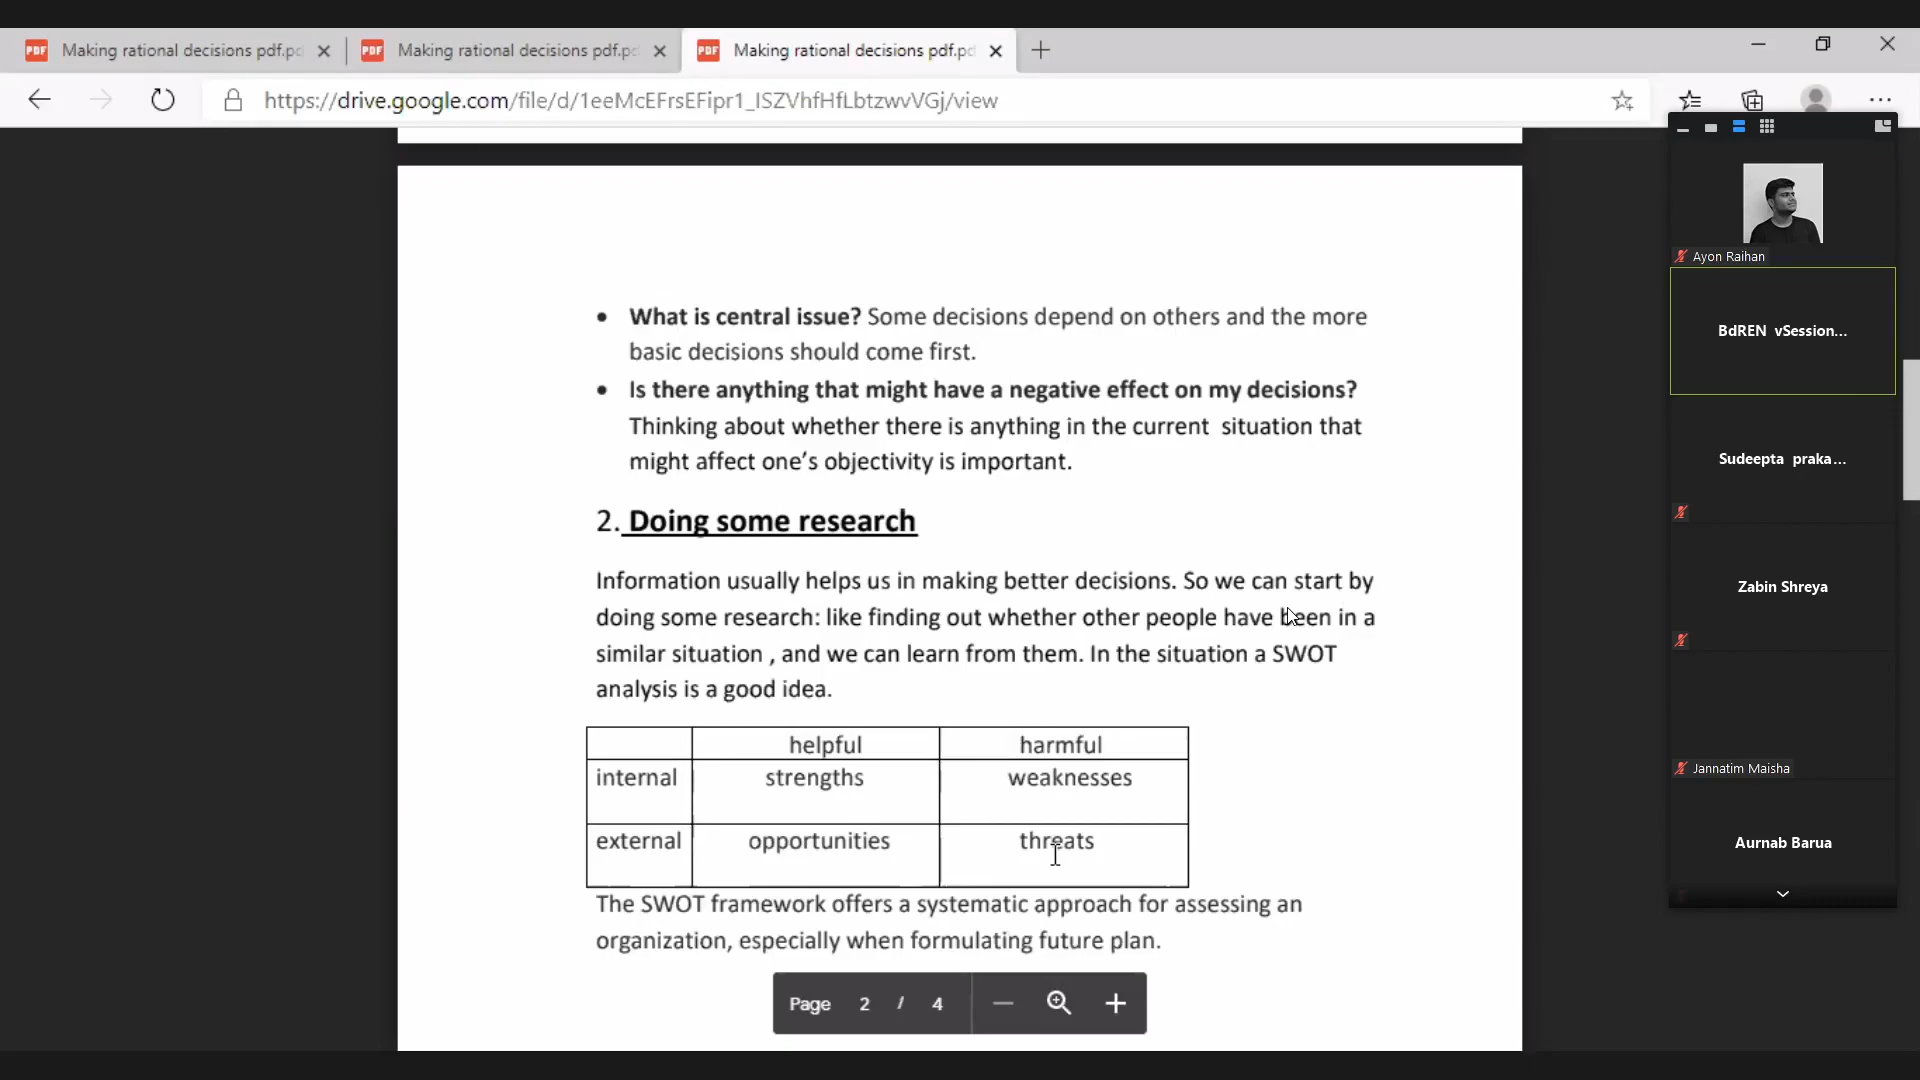 Making rational decisions pdf.pd
Making rational decisions pdf.pd
Making rational decisions pdf.pd
https://drive.google.com/file/d/1eeMcEFrsEFipr1_ISZVhfHfLbtzwvVGj/view
• What is central issue? Some decisions depend on others and the more
basic decisions should come first.
• Is there anything that might have a negative effect on my decisions?
Thinking about whether there is anything in the current situation that
might affect one’s objectivity is important.
2. Doing some research
Information usually helps us in making better decisions. So we can start by
doing some research: like finding out whether other people have been in a
similar situation , and we can learn from them. In the situation a SWOT
analysis is a good idea.
helpful harmful
internal strengths weaknesses
external opportunities threats
The SWOT framework offers a systematic approach for assessing an
organization, especially when formulating future plan.
Page 2 / 4
Ayon Raihan
BdREN vSession...
Sudeepta praka...
Zabin Shreya
Jannatim Maisha
Aurnab Barua